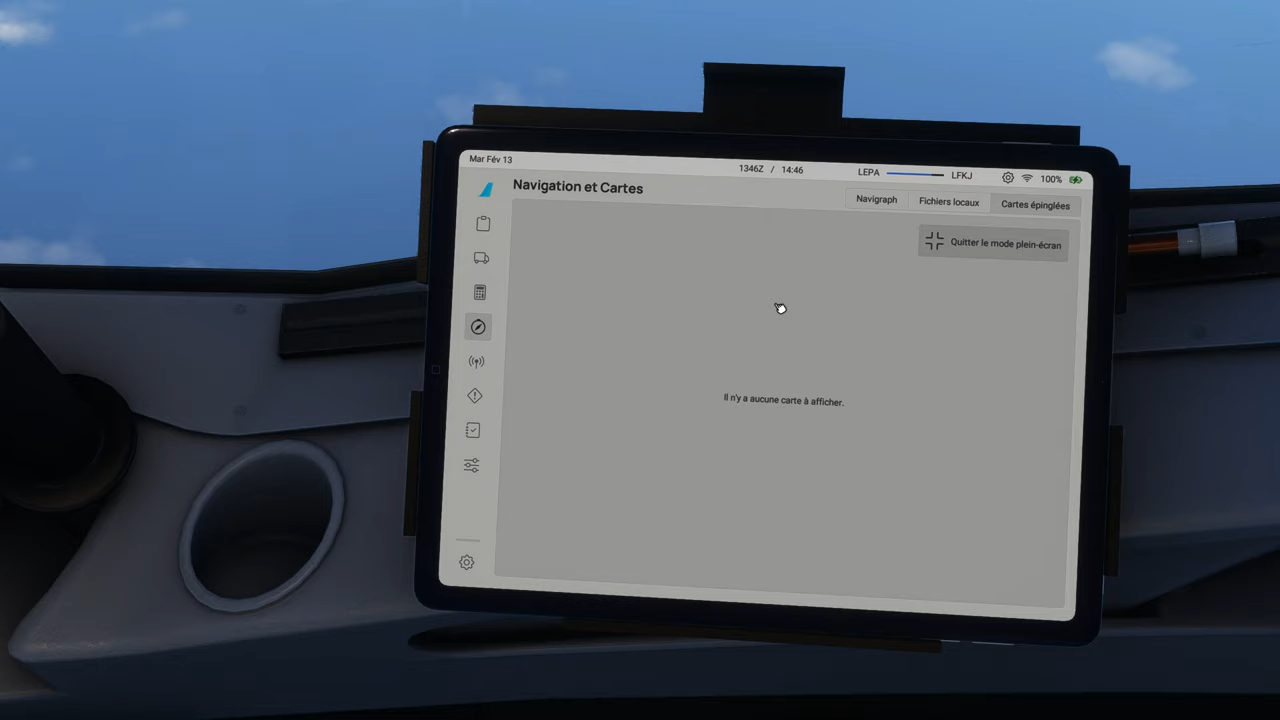 Mar Fév 13
1346Z / 14:46
LEPA LFKJ
100%
Navigation et Cartes
Navigraph
Fichiers locaux
Cartes épinglées
Quitter le mode plein-écran
Il n'y a aucune carte à afficher.